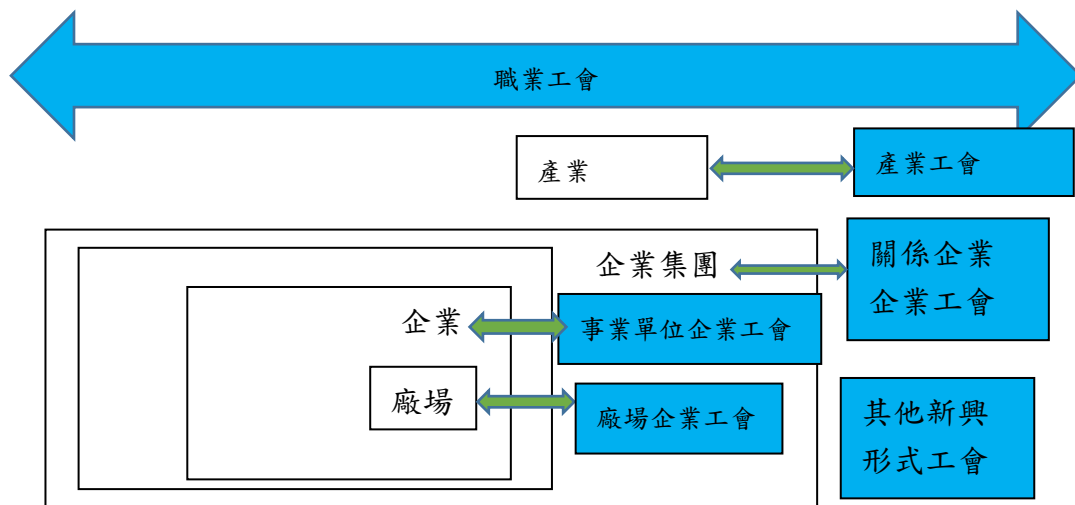 職業工會
產業
產業工會
企業集團
關係企業
企業工會
企業
事業單位企業工會
廠場
廠場企業工會
其他新興
形式工會